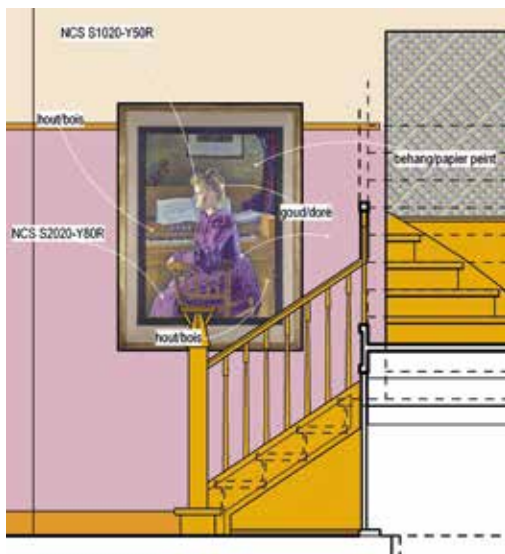 NCS S1020-Y50R
hout/bois
behang/papier peint
goud/dore
NCS S2020-Y80R
hout/bois